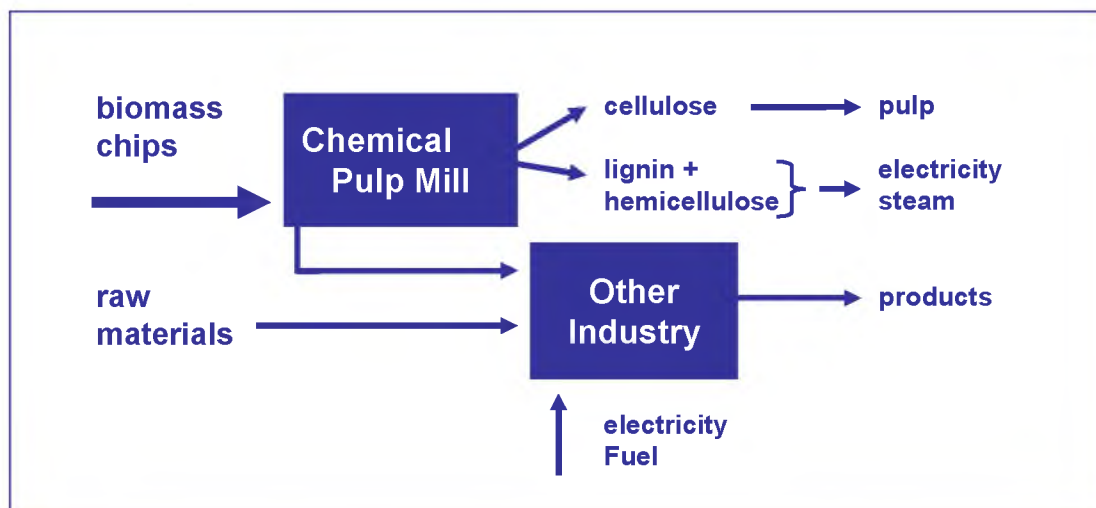 biomass
chips
Chemical
Pulp Mill
cellulose
pulp
lignin +
hemicellulose
electricity
steam
raw
materials
Other
Industry
products
electricity
Fuel